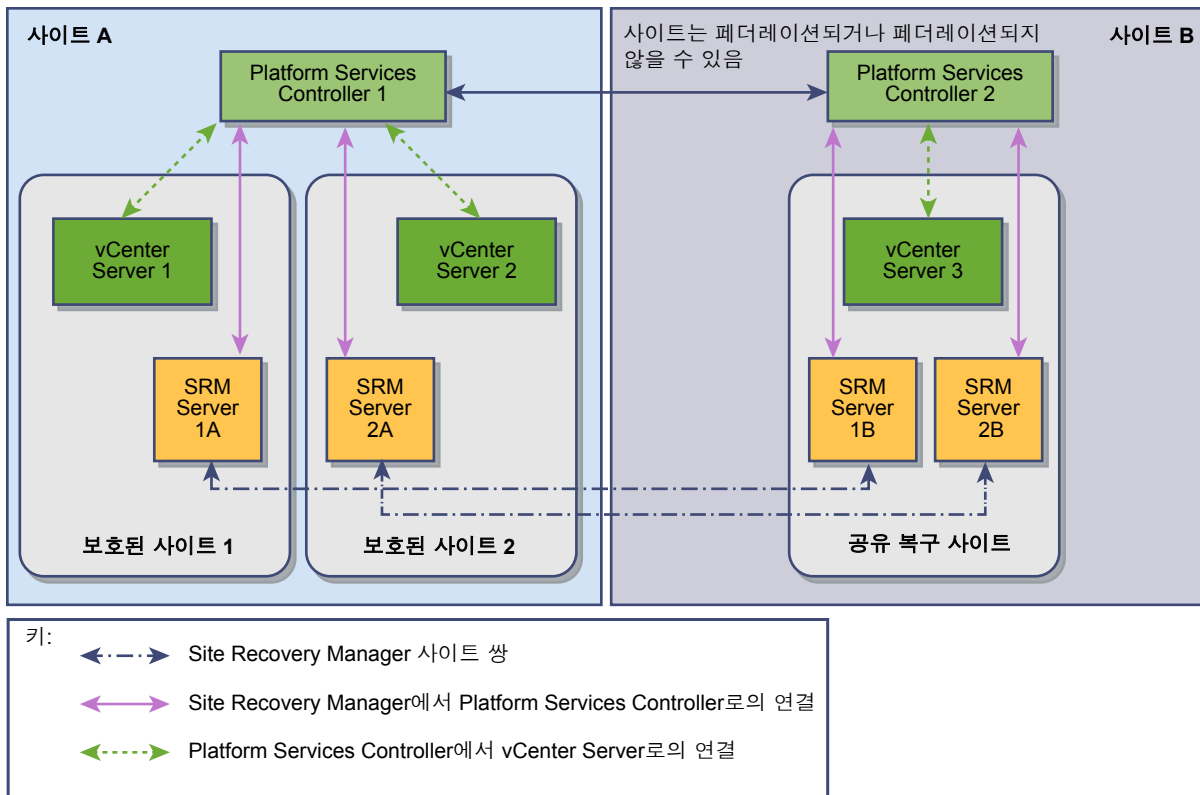 사이트 A
사이트는 페더레이션되거나 페더레이션되지
않을 수 있음
사이트 B
Platform Services
Controller 1
Platform Services
Controller 2
vCenter
Server 1
vCenter
Server 2
vCenter
Server 3
SRM
Server
1A
SRM
Server
2A
SRM
Server
1B
SRM
Server
2B
보호된 사이트 1
보호된 사이트 2
공유 복구 사이트
키:
Site Recovery Manager 사이트 쌍
Site Recovery Manager에서 Platform Services Controller로의 연결
Platform Services Controller에서 vCenter Server로의 연결